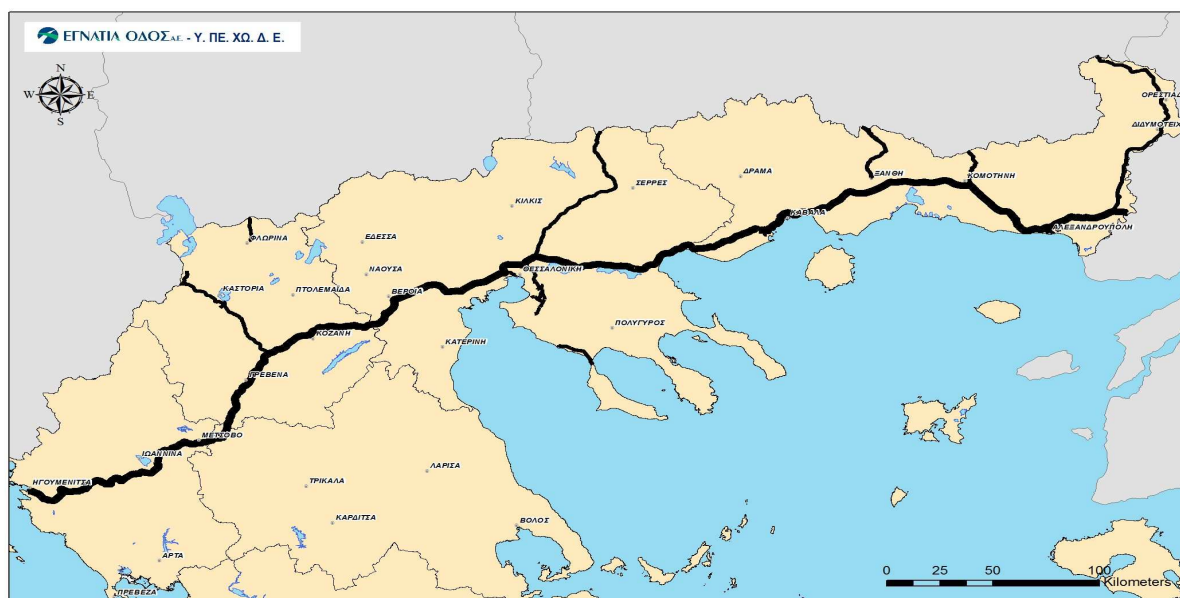 ΕΓΝΑΤΙΑ ΟΔΟΣ Α.Ε. - Υ. ΠΕ. ΧΩ. Δ. Ε.
N
W E
S
ΟΡΕΣΤΙΑΔ
ΔΙΔΥΜΟΤΕΙΧ
ΞΑΝΘΗ
ΚΟΜΟΤΗΝΗ
ΔΡΑΜΑ
ΣΕΡΡΕΣ
ΚΙΛΚΙΣ
ΚΑΒΑΛΑ
ΑΛΕΞΑΝΔΡΟΥΠΟΛΗ
ΦΛΩΡΙΝΑ
ΕΔΕΣΣΑ
ΝΑΟΥΣΑ
ΘΕΣΣΑΛΟΝΙΚΗ
ΚΑΣΤΟΡΙΑ
ΠΤΟΛΕΜΑΪΔΑ
ΒΕΡΟΙΑ
ΠΟΛΥΓΥΡΟΣ
ΚΟΖΑΝΗ
ΚΑΤΕΡΙΝΗ
ΓΡΕΒΕΝΑ
ΜΕΤΣΟΒΟ
ΙΩΑΝΝΙΝΑ
ΗΓΟΥΜΕΝΙΤΣΑ
ΛΑΡΙΣΑ
ΤΡΙΚΑΛΑ
ΚΑΡΔΙΤΣΑ
ΒΟΛΟΣ
ΑΡΤΑ
ΠΡΕΒΕΖΑ
0 25 50 100
Kilometers